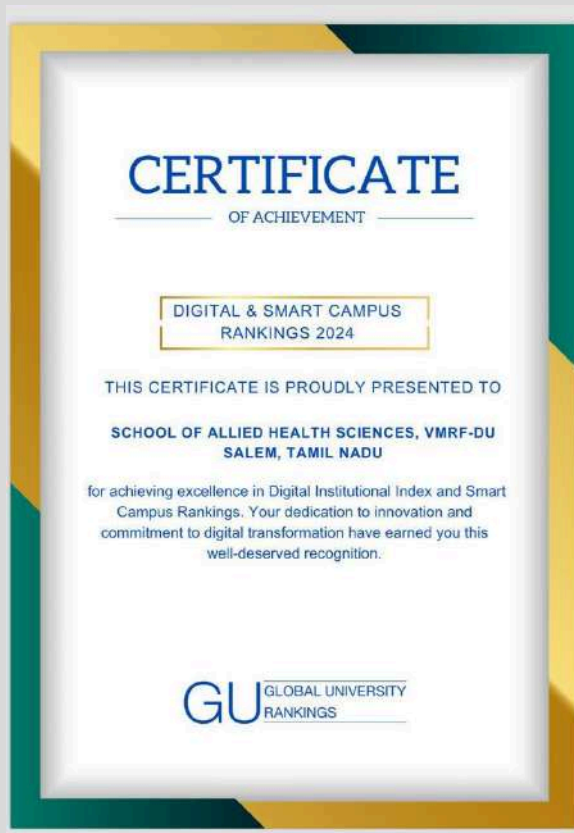 CERTIFICATE
OF ACHIEVEMENT
DIGITAL & SMART CAMPUS
RANKINGS 2024
THIS CERTIFICATE IS PROUDLY PRESENTED TO
SCHOOL OF ALLIED HEALTH SCIENCES, VMRF-DU
SALEM, TAMIL NADU
for achieving excellence in Digital Institutional Index and Smart
Campus Rankings. Your dedication to innovation and
commitment to digital transformation have earned you this
well-deserved recognition.
GU GLOBAL UNIVERSITY
RANKINGS